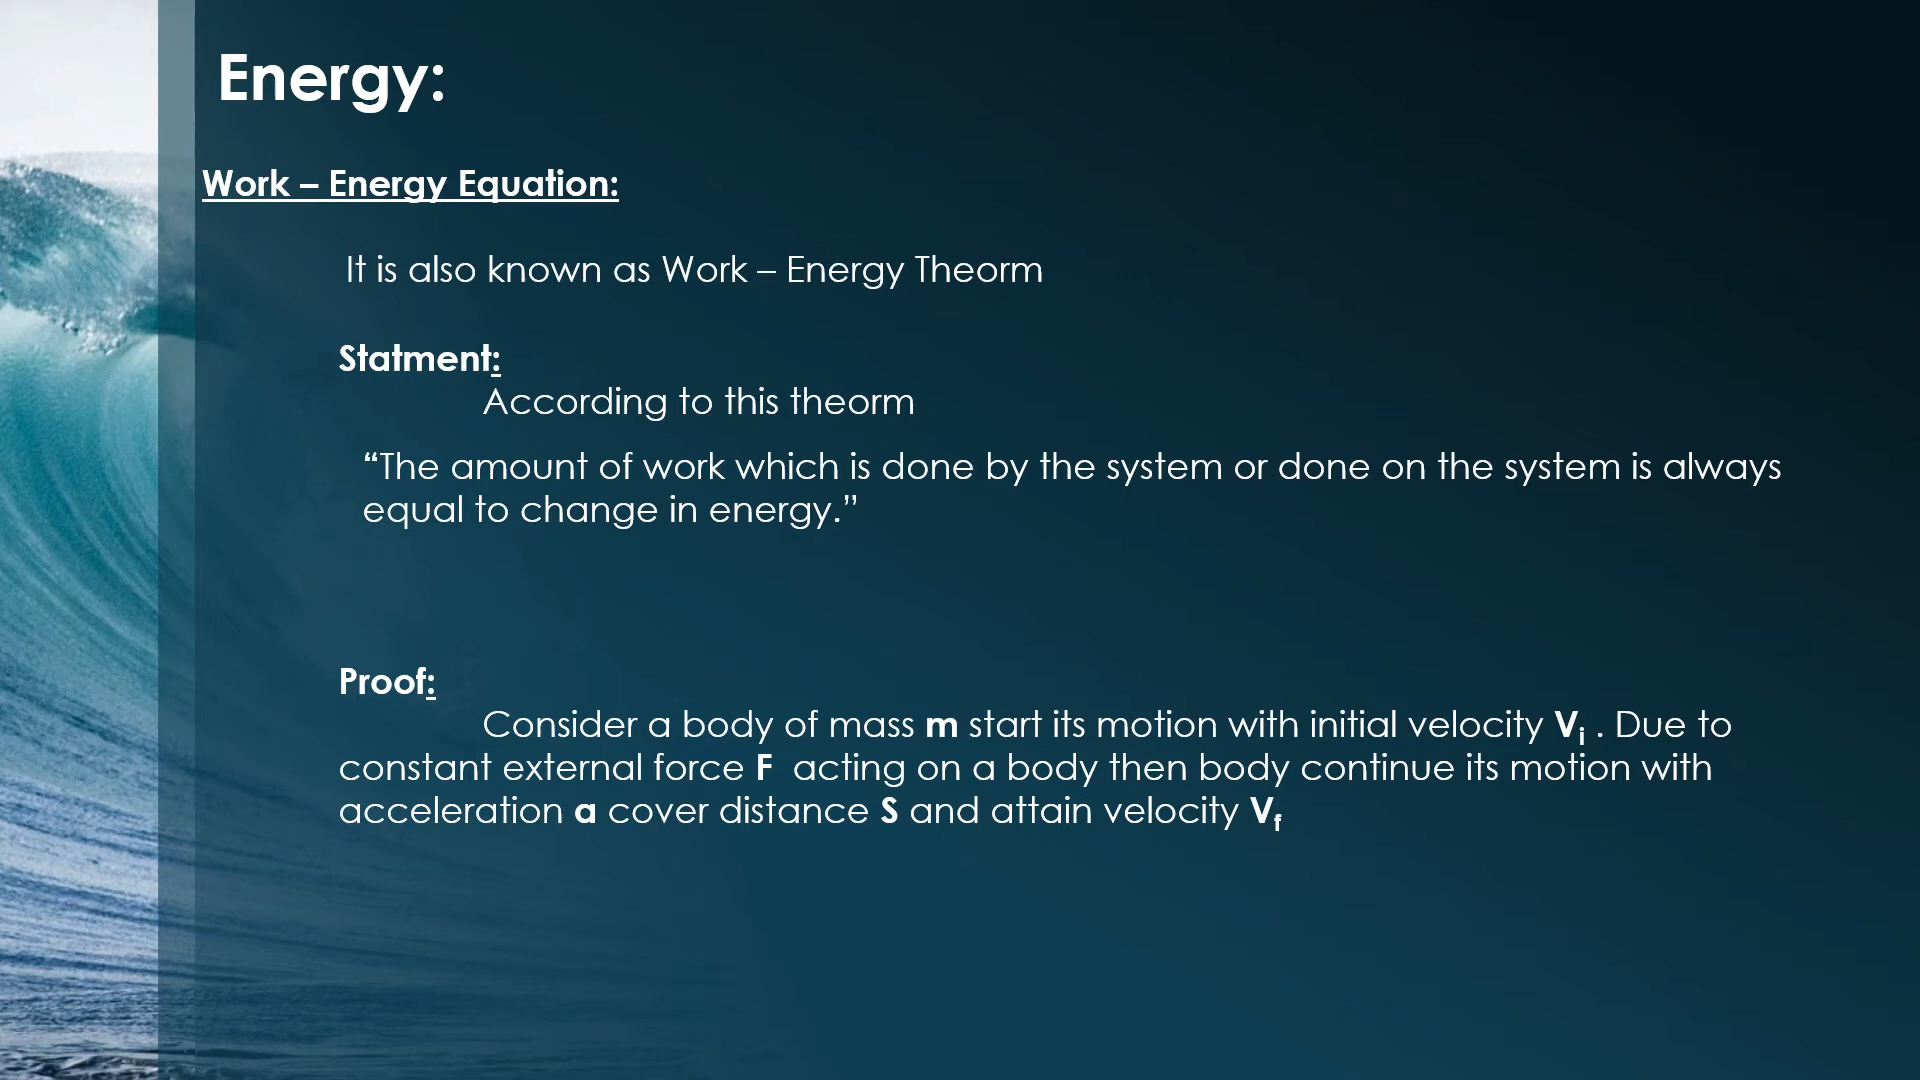 Energy:
Work – Energy Equation:
It is also known as Work – Energy Theorm
Statment:
According to this theorm
“The amount of work which is done by the system or done on the system is always
equal to change in energy.”
Proof:
Consider a body of mass m start its motion with initial velocity Vi . Due to
constant external force F acting on a body then body continue its motion with
acceleration a cover distance S and attain velocity Vf